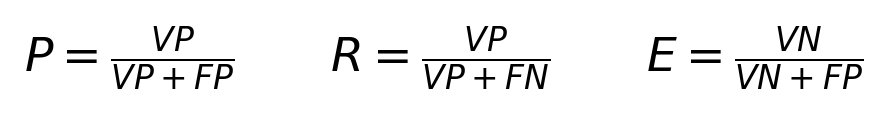 P = VP / (VP + FP)    R = VP / (VP + FN)    E = VN / (VN + FP)